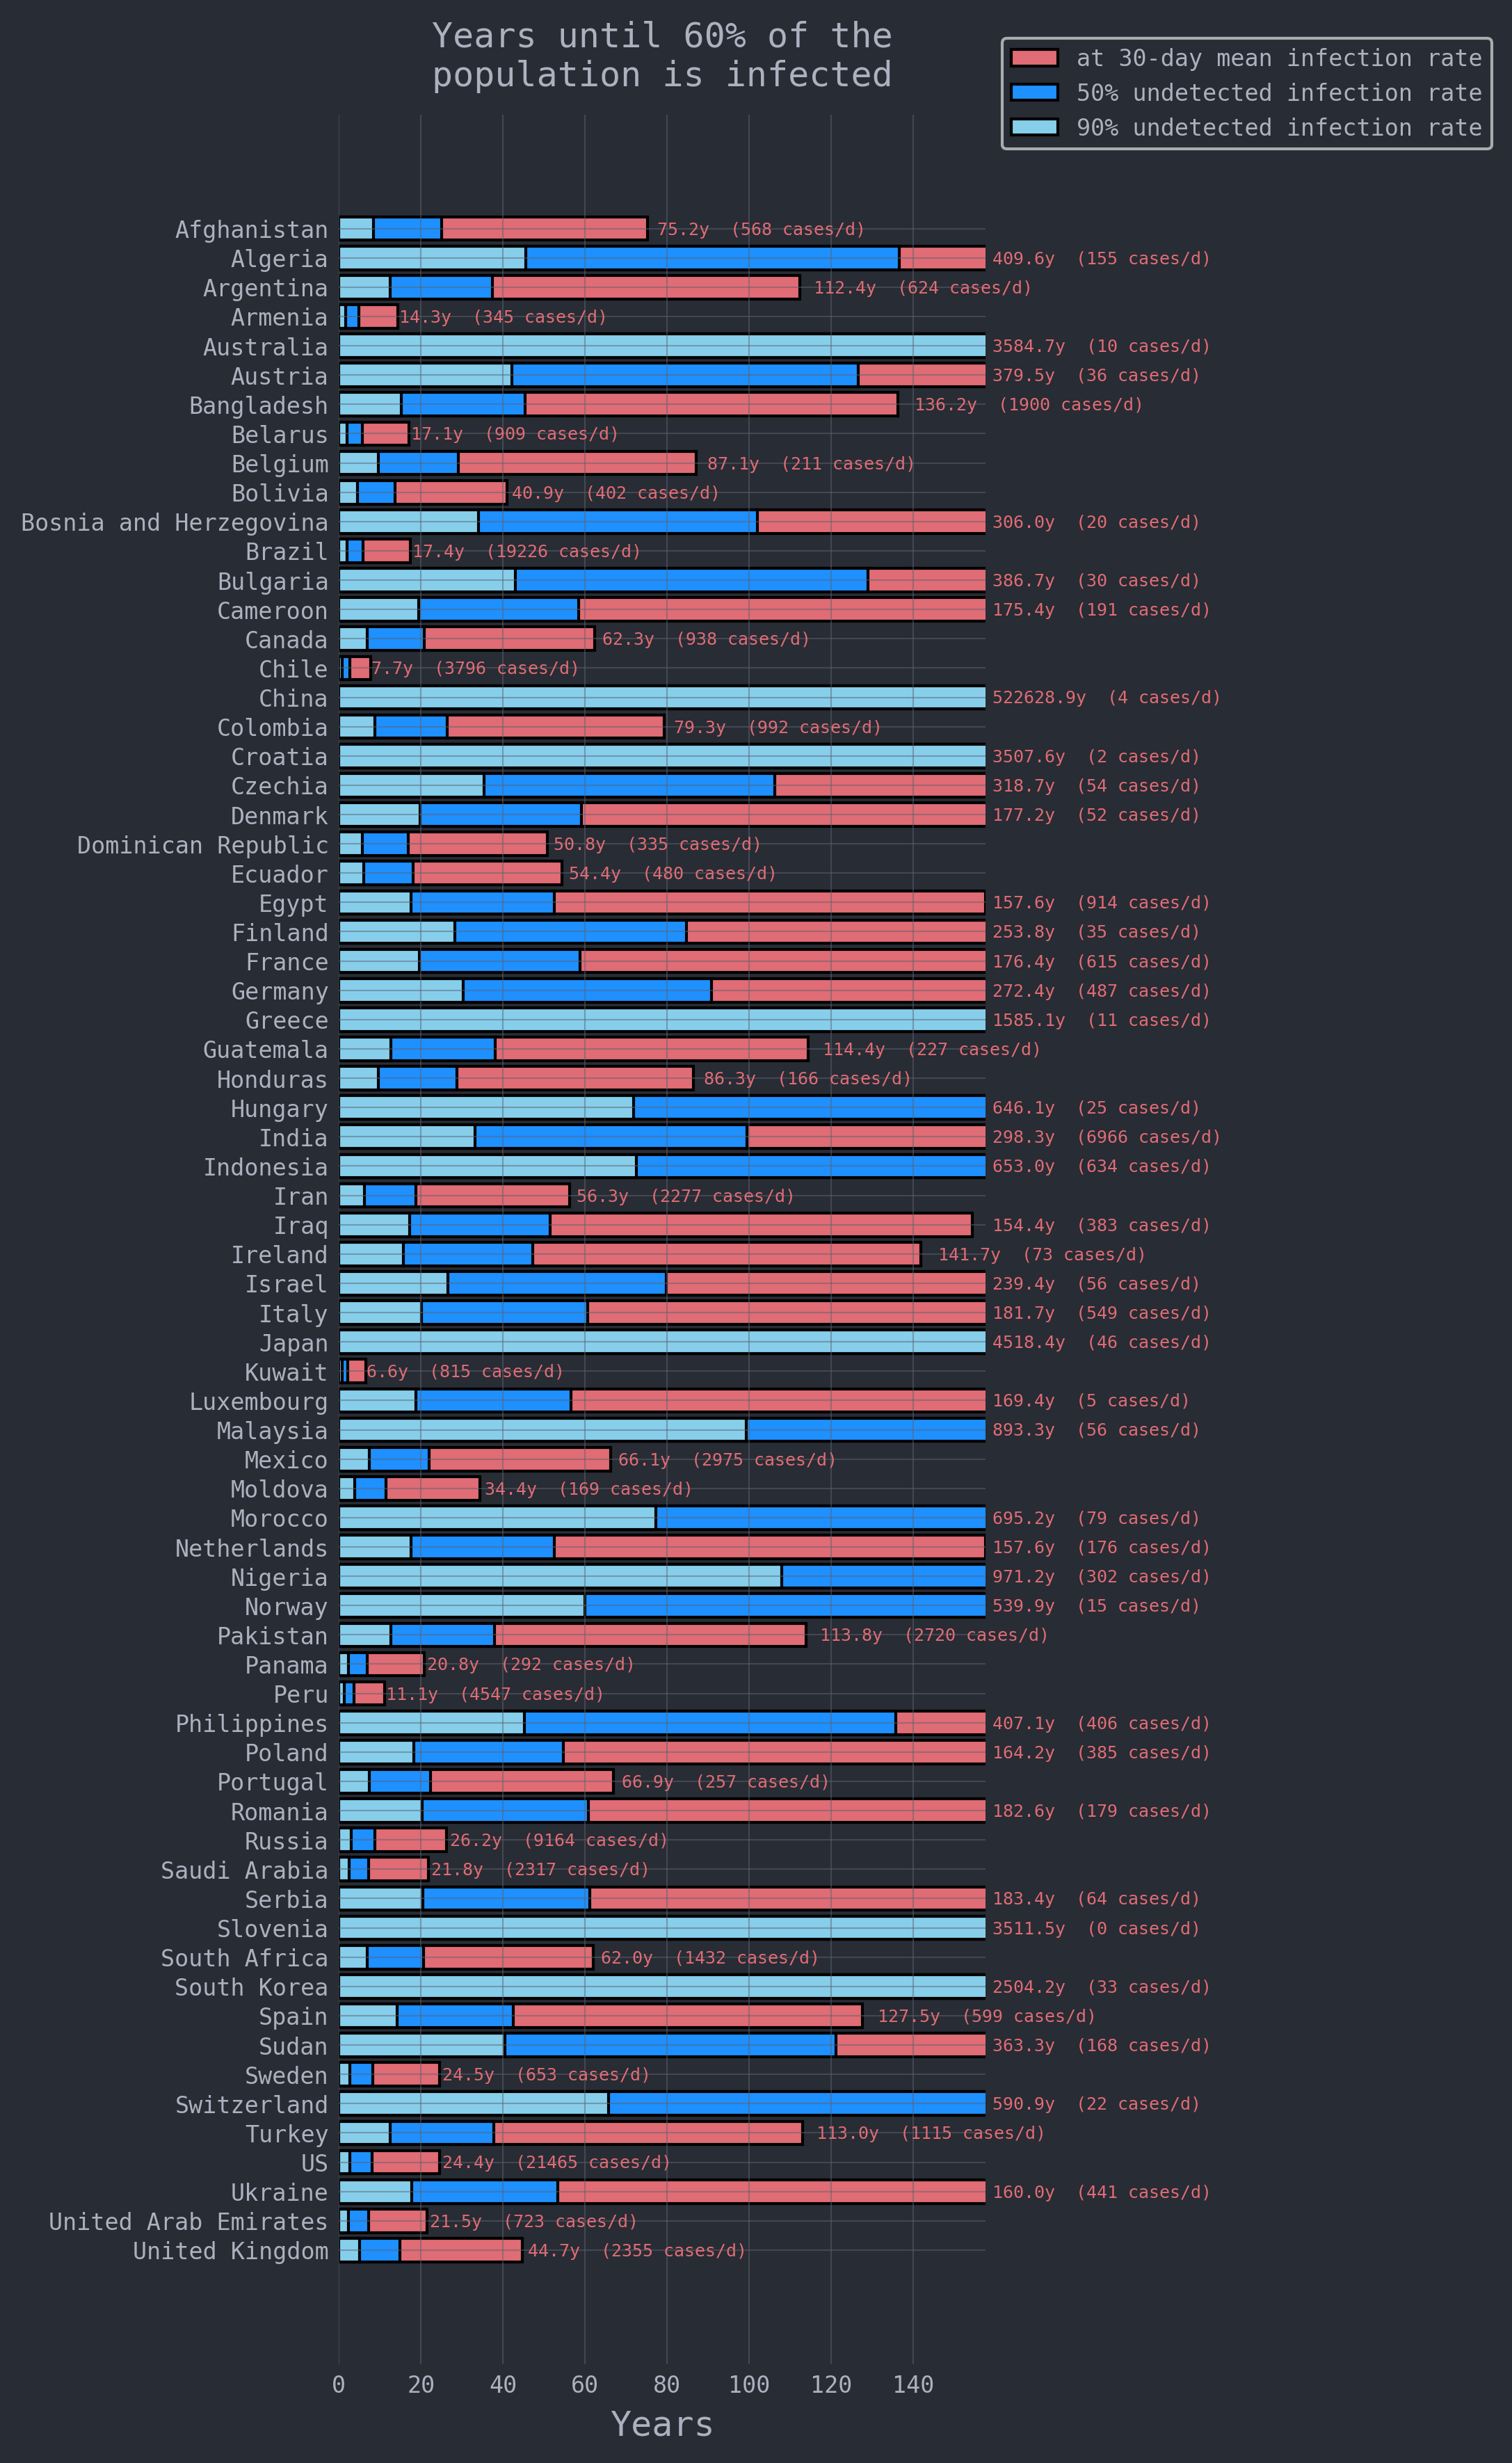 Years until 60% of the
population is infected
at 30-day mean infection rate
50% undetected infection rate
90% undetected infection rate
Afghanistan 75.2y (568 cases/d)
Algeria 409.6y (155 cases/d)
Argentina 112.4y (624 cases/d)
Armenia 14.3y (345 cases/d)
Australia 3584.7y (10 cases/d)
Austria 379.5y (36 cases/d)
Bangladesh 136.2y (1900 cases/d)
Belarus 17.1y (909 cases/d)
Belgium 87.1y (211 cases/d)
Bolivia 40.9y (402 cases/d)
Bosnia and Herzegovina 306.0y (20 cases/d)
Brazil 17.4y (19226 cases/d)
Bulgaria 386.7y (30 cases/d)
Cameroon 175.4y (191 cases/d)
Canada 62.3y (938 cases/d)
Chile 7.7y (3796 cases/d)
China 522628.9y (4 cases/d)
Colombia 79.3y (992 cases/d)
Croatia 3507.6y (2 cases/d)
Czechia 318.7y (54 cases/d)
Denmark 177.2y (52 cases/d)
Dominican Republic 50.8y (335 cases/d)
Ecuador 54.4y (480 cases/d)
Egypt 157.6y (914 cases/d)
Finland 253.8y (35 cases/d)
France 176.4y (615 cases/d)
Germany 272.4y (487 cases/d)
Greece 1585.1y (11 cases/d)
Guatemala 114.4y (227 cases/d)
Honduras 86.3y (166 cases/d)
Hungary 646.1y (25 cases/d)
India 298.3y (6966 cases/d)
Indonesia 653.0y (634 cases/d)
Iran 56.3y (2277 cases/d)
Iraq 154.4y (383 cases/d)
Ireland 141.7y (73 cases/d)
Israel 239.4y (56 cases/d)
Italy 181.7y (549 cases/d)
Japan 4518.4y (46 cases/d)
Kuwait 6.6y (815 cases/d)
Luxembourg 169.4y (5 cases/d)
Malaysia 893.3y (56 cases/d)
Mexico 66.1y (2975 cases/d)
Moldova 34.4y (169 cases/d)
Morocco 695.2y (79 cases/d)
Netherlands 157.6y (176 cases/d)
Nigeria 971.2y (302 cases/d)
Norway 539.9y (15 cases/d)
Pakistan 113.8y (2720 cases/d)
Panama 20.8y (292 cases/d)
Peru 11.1y (4547 cases/d)
Philippines 407.1y (406 cases/d)
Poland 164.2y (385 cases/d)
Portugal 66.9y (257 cases/d)
Romania 182.6y (179 cases/d)
Russia 26.2y (9164 cases/d)
Saudi Arabia 21.8y (2317 cases/d)
Serbia 183.4y (64 cases/d)
Slovenia 3511.5y (0 cases/d)
South Africa 62.0y (1432 cases/d)
South Korea 2504.2y (33 cases/d)
Spain 127.5y (599 cases/d)
Sudan 363.3y (168 cases/d)
Sweden 24.5y (653 cases/d)
Switzerland 590.9y (22 cases/d)
Turkey 113.0y (1115 cases/d)
US 24.4y (21465 cases/d)
Ukraine 160.0y (441 cases/d)
United Arab Emirates 21.5y (723 cases/d)
United Kingdom 44.7y (2355 cases/d)
0 20 40 60 80 100 120 140
Years